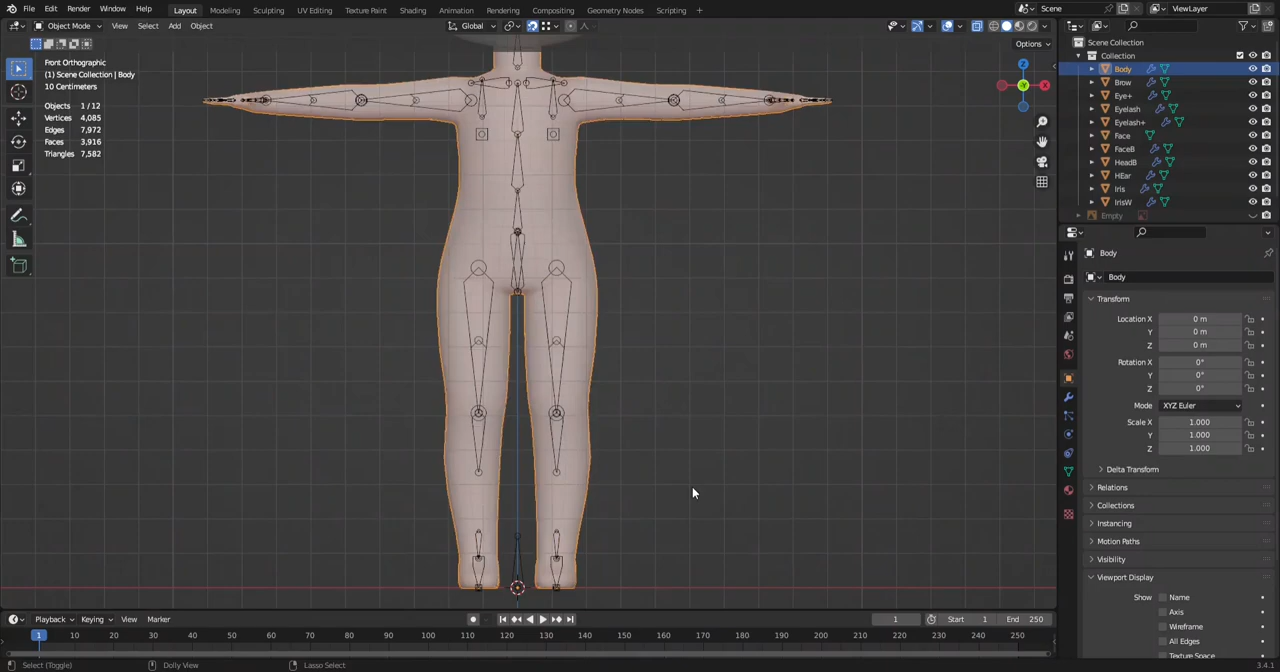 File Edit Render Window Help Layout Modeling Sculpting UV Editing Texture Paint Shading Animation Rendering Compositing Geometry Nodes Scripting + Scene ViewLayer
Object Mode View Select Add Object Global
Options
Front Orthographic
(1) Scene Collection | Body
10 Centimeters
Objects 1 / 12
Vertices 4,085
Edges 7,972
Faces 3,916
Triangles 7,582
Z
X
Y
Scene Collection
Collection
Body
Brow
Eye+
Eyelash
Eyelash+
Face
FaceB
HeadB
HEar
Iris
IrisW
Empty
Body
Body
Transform
Location X 0 m
Y 0 m
Z 0 m
Rotation X 0°
Y 0°
Z 0°
Mode XYZ Euler
Scale X 1.000
Y 1.000
Z 1.000
Delta Transform
Relations
Collections
Instancing
Motion Paths
Visibility
Viewport Display
Show Name
Axis
Wireframe
All Edges
Texture Space
Playback Keying View Marker 1 Start 1 End 250
1 10 20 30 40 50 60 70 80 90 100 110 120 130 140 150 160 170 180 190 200 210 220 230 240 250
Select (Toggle) Dolly View Lasso Select 3.4.1